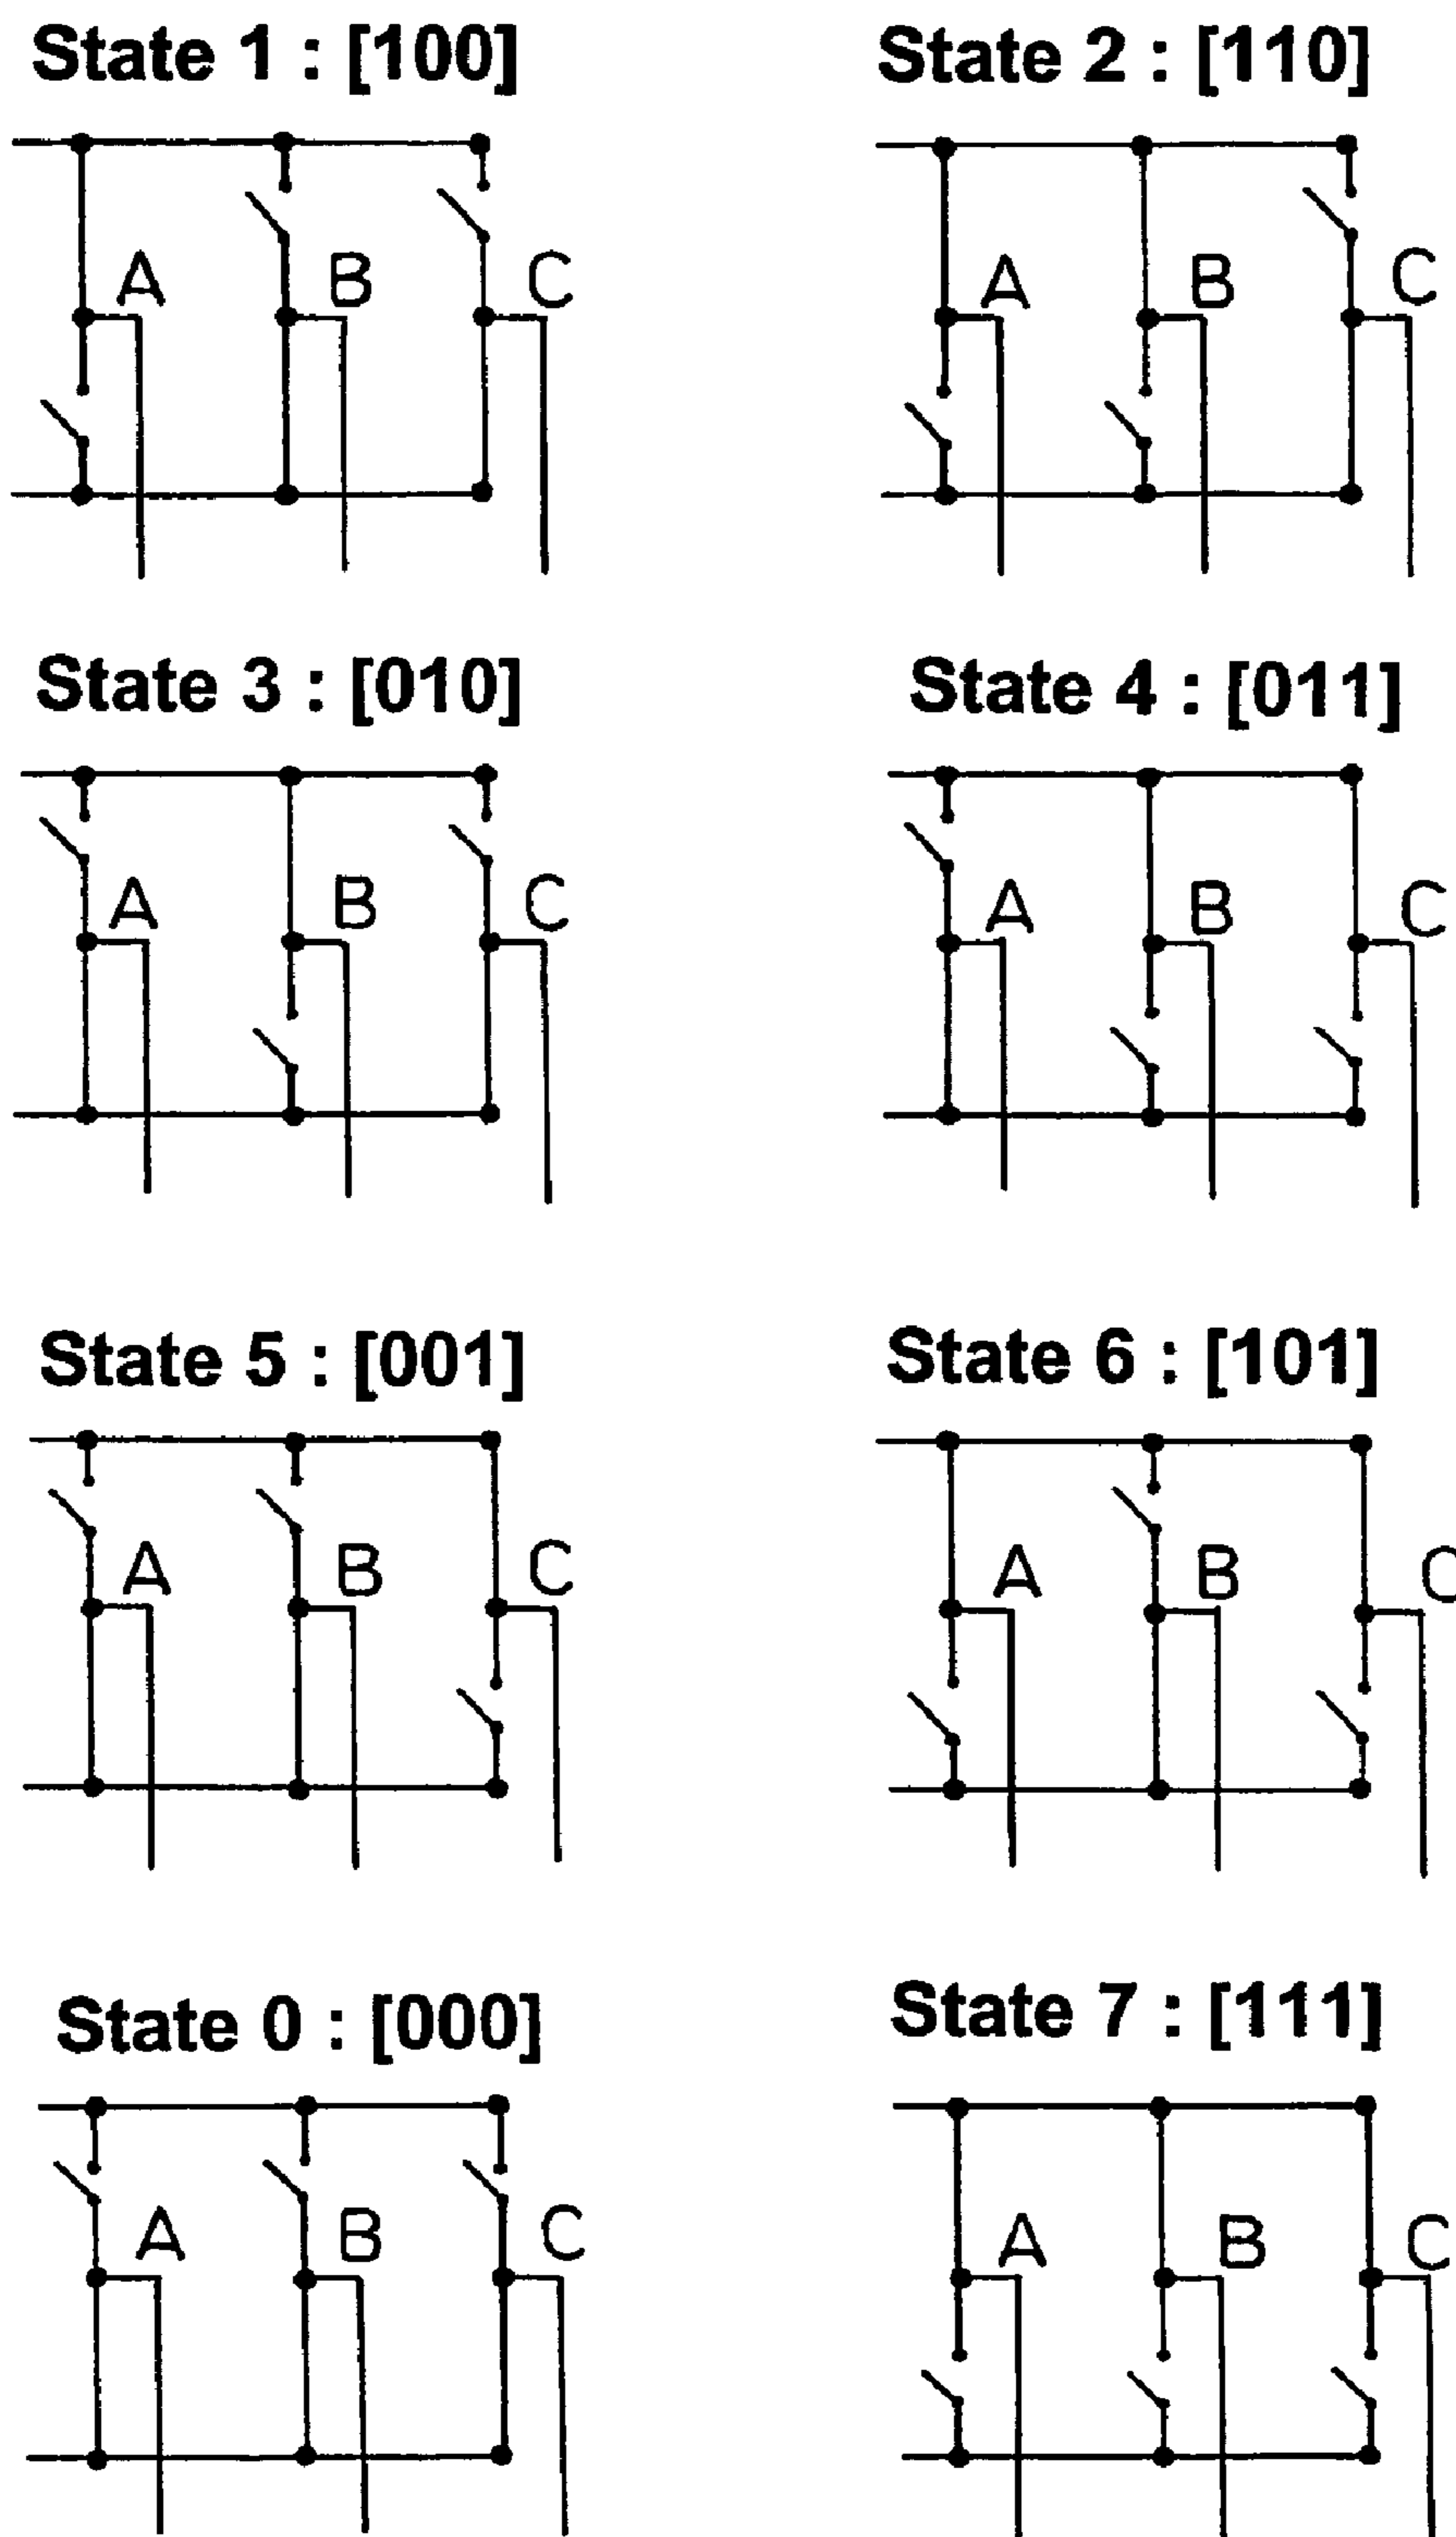 State 1 : [100]
State 2 : [110]
A B C
A B C
State 3 : [010]
State 4 : [011]
A B C
A B C
State 5 : [001]
State 6 : [101]
A B C
A B C
State 0 : [000]
State 7 : [111]
A B C
A B C